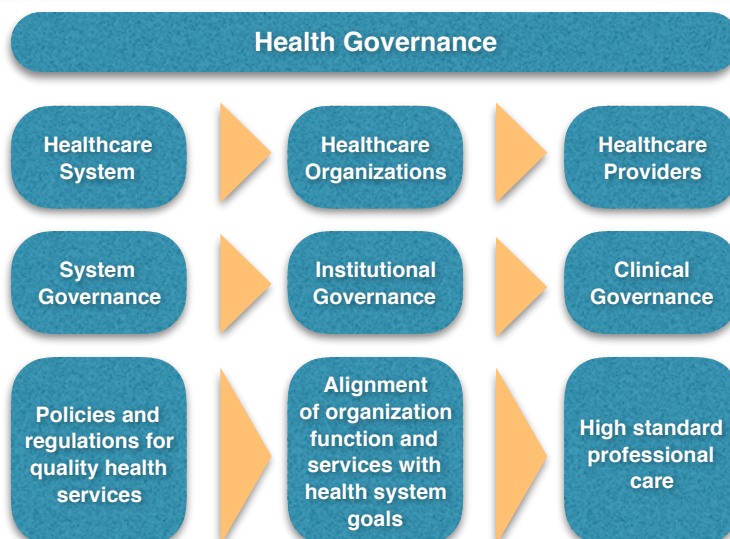 Health Governance
Healthcare
System
Healthcare
Organizations
Healthcare
Providers
System
Governance
Institutional
Governance
Clinical
Governance
Policies and
regulations for
quality health
services
Alignment
of organization
function and
services with
health system
goals
High standard
professional
care